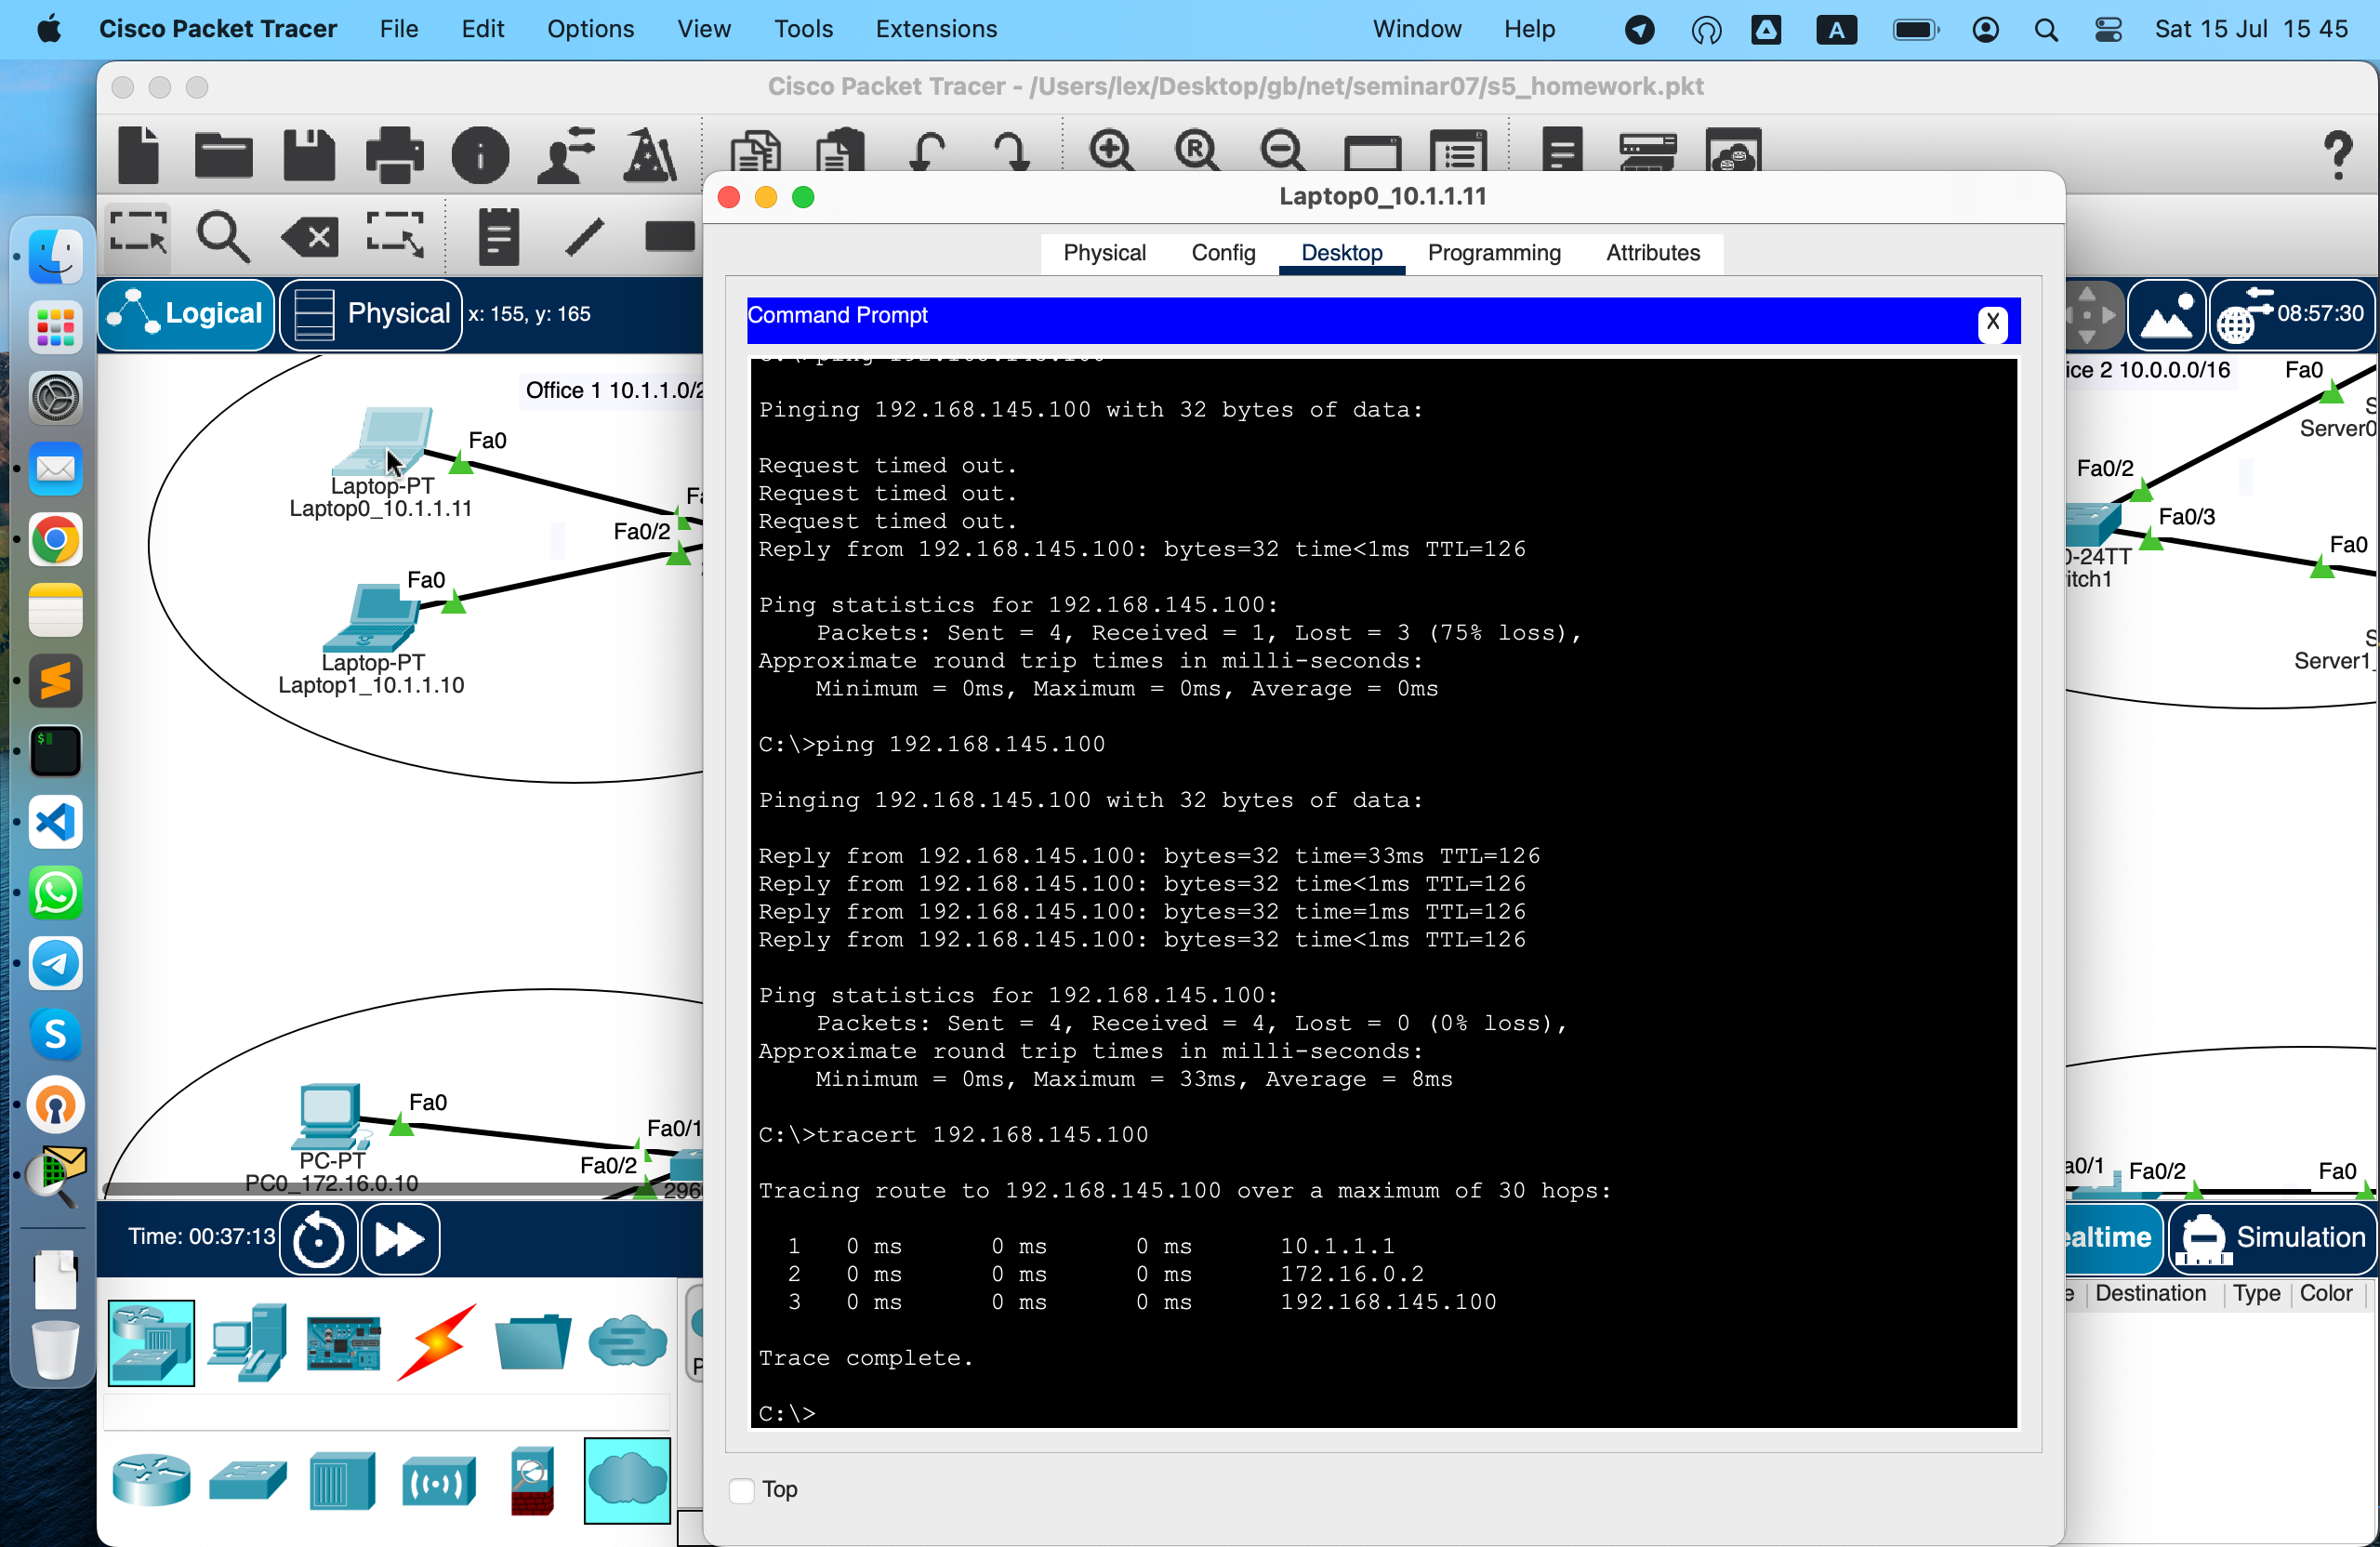 Cisco Packet Tracer File Edit Options View Tools Extensions Window Help A Sat 15 Jul 15 45
Cisco Packet Tracer - /Users/lex/Desktop/gb/net/seminar07/s5_homework.pkt
Laptop0_10.1.1.11
Physical Config Desktop Programming Attributes
Logical Physical x: 155, y: 165
08:57:30
Command Prompt X
Pinging 192.168.145.100 with 32 bytes of data:
Request timed out.
Request timed out.
Request timed out.
Reply from 192.168.145.100: bytes=32 time<1ms TTL=126
Ping statistics for 192.168.145.100:
Packets: Sent = 4, Received = 1, Lost = 3 (75% loss),
Approximate round trip times in milli-seconds:
Minimum = 0ms, Maximum = 0ms, Average = 0ms
C:\>ping 192.168.145.100
Pinging 192.168.145.100 with 32 bytes of data:
Reply from 192.168.145.100: bytes=32 time=33ms TTL=126
Reply from 192.168.145.100: bytes=32 time<1ms TTL=126
Reply from 192.168.145.100: bytes=32 time=1ms TTL=126
Reply from 192.168.145.100: bytes=32 time<1ms TTL=126
Ping statistics for 192.168.145.100:
Packets: Sent = 4, Received = 4, Lost = 0 (0% loss),
Approximate round trip times in milli-seconds:
Minimum = 0ms, Maximum = 33ms, Average = 8ms
C:\>tracert 192.168.145.100
Tracing route to 192.168.145.100 over a maximum of 30 hops:
1 0 ms 0 ms 0 ms 10.1.1.1
2 0 ms 0 ms 0 ms 172.16.0.2
3 0 ms 0 ms 0 ms 192.168.145.100
Trace complete.
C:\>
Top
Office 1 10.1.1.0/2
Fa0
Laptop-PT
Laptop0_10.1.1.11
Fa0/2
Fa0
Laptop-PT
Laptop1_10.1.1.10
Fa0
Fa0/1
PC-PT
Fa0/2
PC0_172.16.0.10
296
ice 2 10.0.0.0/16 Fa0
Server0
Fa0/2
Fa0/3
Fa0
0-24TT
itch1
Server1_
a0/1 Fa0/2 Fa0
Time: 00:37:13
ealtime Simulation
e Destination Type Color